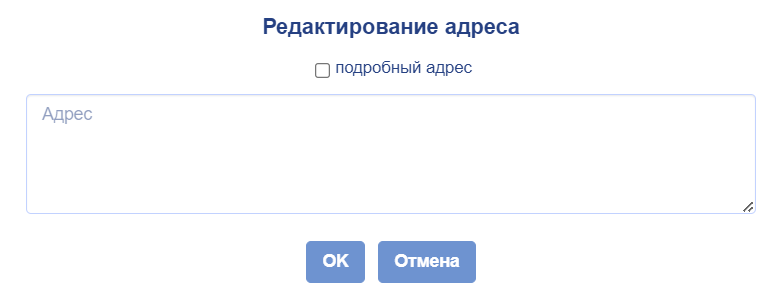 Редактирование адреса
подробный адрес
Адрес
OK
Отмена